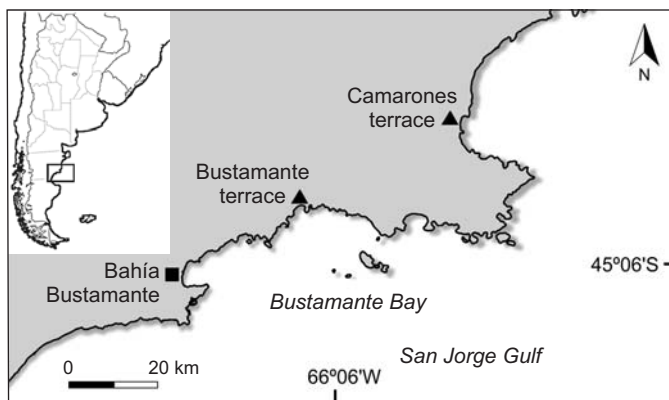 Camarones
terrace
N
Bustamante
terrace
45º06'S
Bahía
Bustamante
Bustamante Bay
San Jorge Gulf
0 20 km
66º06'W